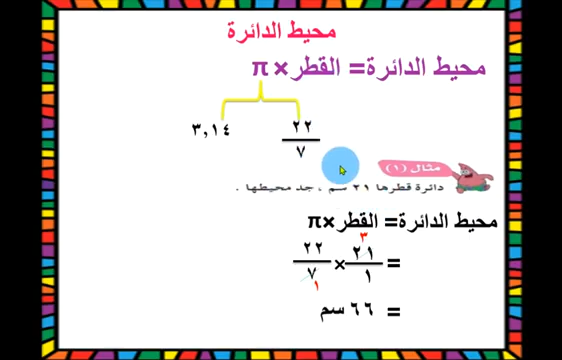 محيط الدائرة
محيط الدائرة= القطر×π
٣,١٤
٢٢
٧
مثال (١)
دائرة قطرها ٢١ سم ، جد محيطها .
محيط الدائرة= القطر×π
٣
= ٢١/١ × ٢٢/٧
١
= ٦٦ سم